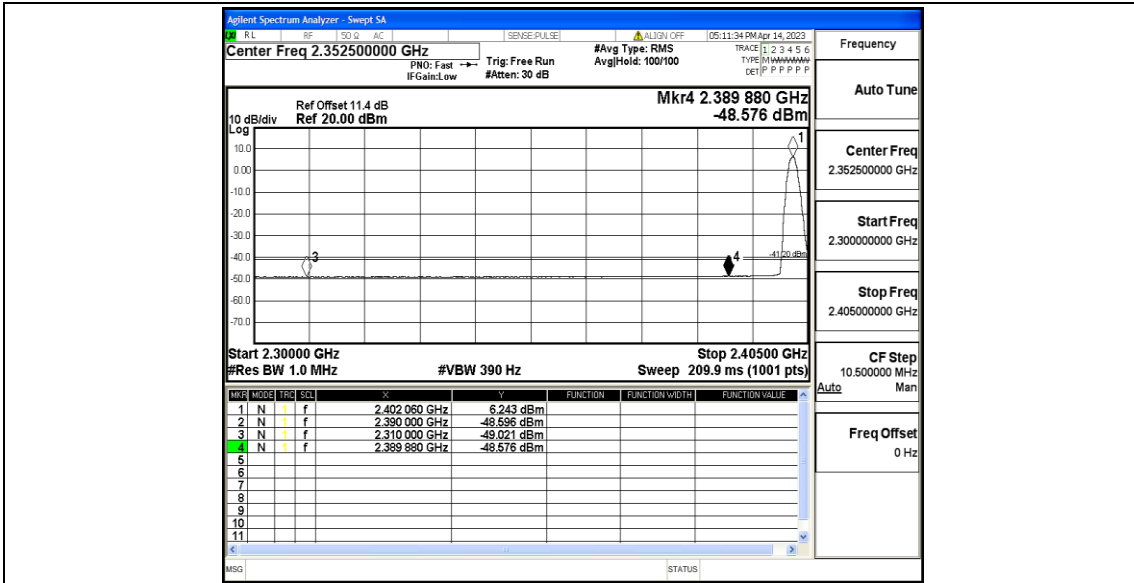 Agilent Spectrum Analyzer - Swept SA
RL RF 50 Ω AC SENSE:PULSE ALIGN OFF 05:11:34 PM Apr 14, 2023
Center Freq 2.352500000 GHz
PNO: Fast
IFGain:Low
Trig: Free Run
#Atten: 30 dB
#Avg Type: RMS
Avg|Hold: 100/100
TRACE 1 2 3 4 5 6
TYPE M
DET P P P P P P
Ref Offset 11.4 dB
10 dB/div Ref 20.00 dBm
Log
Mkr4 2.389 880 GHz
-48.576 dBm
10.0
0.00
-10.0
-20.0
-30.0
-40.0
-50.0
-60.0
-70.0
1
3
4
-41.20 dBm
Start 2.30000 GHz Stop 2.40500 GHz
#Res BW 1.0 MHz #VBW 390 Hz Sweep 209.9 ms (1001 pts)
MKR MODE TRC SCL X Y FUNCTION FUNCTION WIDTH FUNCTION VALUE
1 N 1 f 2.402 060 GHz 6.243 dBm
2 N 1 f 2.390 000 GHz -48.596 dBm
3 N 1 f 2.310 000 GHz -49.021 dBm
4 N 1 f 2.389 880 GHz -48.576 dBm
5
6
7
8
9
10
11
MSG STATUS
Frequency
Auto Tune
Center Freq
2.352500000 GHz
Start Freq
2.300000000 GHz
Stop Freq
2.405000000 GHz
CF Step
10.500000 MHz
Auto Man
Freq Offset
0 Hz